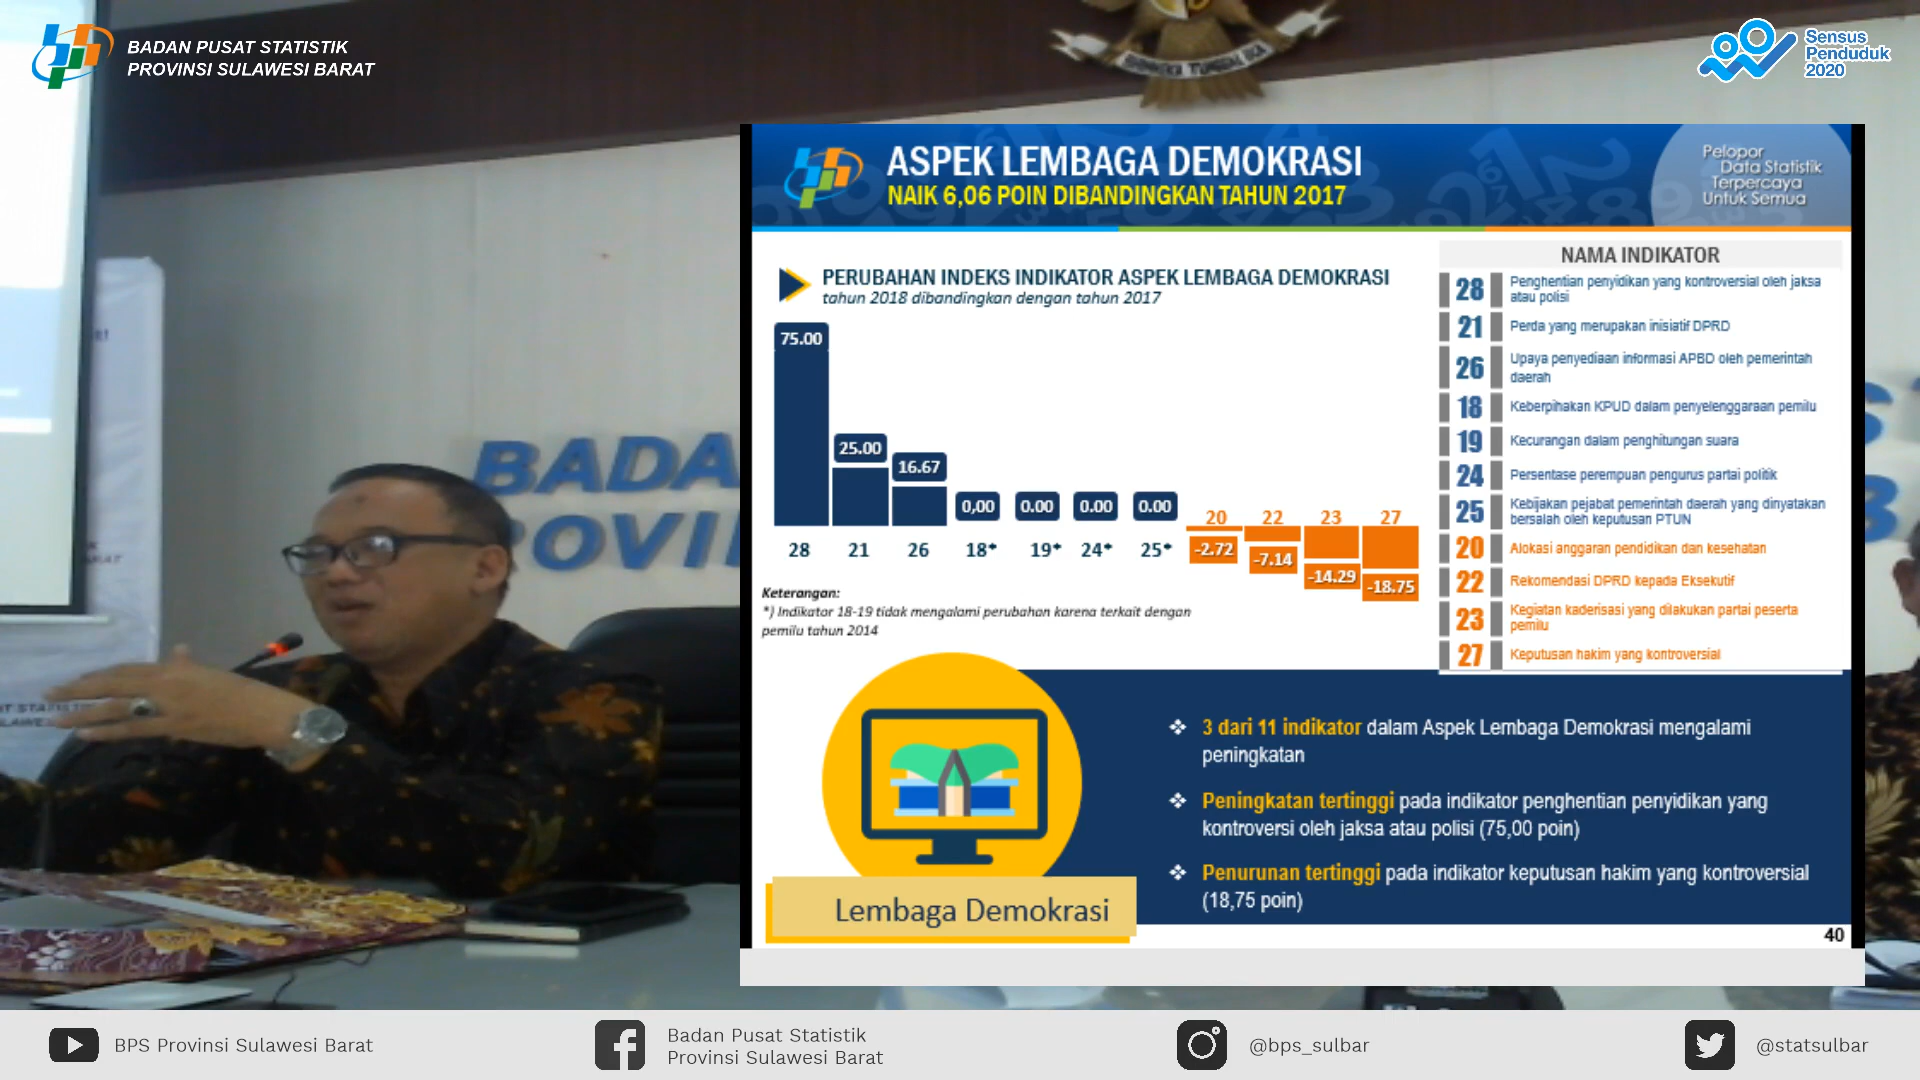 BADAN PUSAT STATISTIK
PROVINSI SULAWESI BARAT
Sensus
Penduduk
2020
BHINNEKA TUNGGAL IKA
ASPEK LEMBAGA DEMOKRASI
NAIK 6,06 POIN DIBANDINGKAN TAHUN 2017
Pelopor
Data Statistik
Terpercaya
Untuk Semua
PERUBAHAN INDEKS INDIKATOR ASPEK LEMBAGA DEMOKRASI
tahun 2018 dibandingkan dengan tahun 2017
75.00
25.00
16.67
0,00
0.00
0.00
0.00
20
22
23
27
28
21
26
18*
19*
24*
25*
-2.72
-7.14
-14.29
-18.75
Keterangan:
*) Indikator 18-19 tidak mengalami perubahan karena terkait dengan
pemilu tahun 2014
NAMA INDIKATOR
28 Penghentian penyidikan yang kontroversial oleh jaksa
atau polisi
21 Perda yang merupakan inisiatif DPRD
26 Upaya penyediaan informasi APBD oleh pemerintah
daerah
18 Keberpihakan KPUD dalam penyelenggaraan pemilu
19 Kecurangan dalam penghitungan suara
24 Persentase perempuan pengurus partai politik
25 Kebijakan pejabat pemerintah daerah yang dinyatakan
bersalah oleh keputusan PTUN
20 Alokasi anggaran pendidikan dan kesehatan
22 Rekomendasi DPRD kepada Eksekutif
23 Kegiatan kaderisasi yang dilakukan partai peserta
pemilu
27 Keputusan hakim yang kontroversial
❖ 3 dari 11 indikator dalam Aspek Lembaga Demokrasi mengalami
peningkatan
❖ Peningkatan tertinggi pada indikator penghentian penyidikan yang
kontroversi oleh jaksa atau polisi (75,00 poin)
❖ Penurunan tertinggi pada indikator keputusan hakim yang kontroversial
(18,75 poin)
Lembaga Demokrasi
40
BADA
ROVIN
BPS Provinsi Sulawesi Barat
Badan Pusat Statistik
Provinsi Sulawesi Barat
@bps_sulbar
@statsulbar